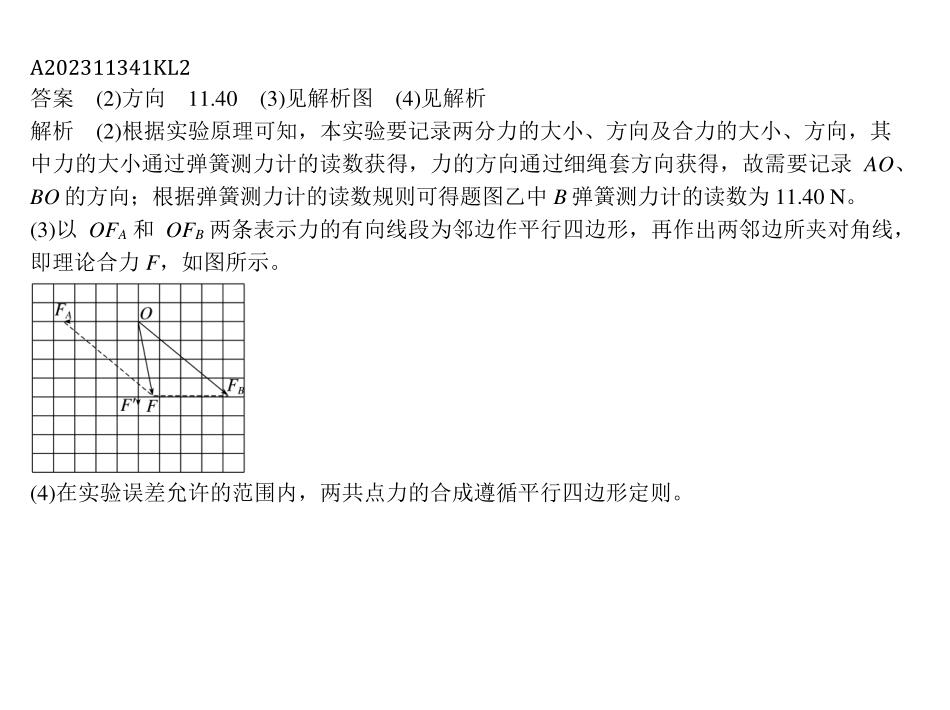 A202311341KL2
答案 (2)方向 11.40 (3)见解析图 (4)见解析
解析 (2)根据实验原理可知，本实验要记录两分力的大小、方向及合力的大小、方向，其
中力的大小通过弹簧测力计的读数获得，力的方向通过细绳套方向获得，故需要记录 AO、
BO 的方向；根据弹簧测力计的读数规则可得题图乙中 B 弹簧测力计的读数为 11.40 N。
(3)以 OF_A 和 OF_B 两条表示力的有向线段为邻边作平行四边形，再作出两邻边所夹对角线，
即理论合力 F，如图所示。
F_A O
F_B
F′ F
(4)在实验误差允许的范围内，两共点力的合成遵循平行四边形定则。